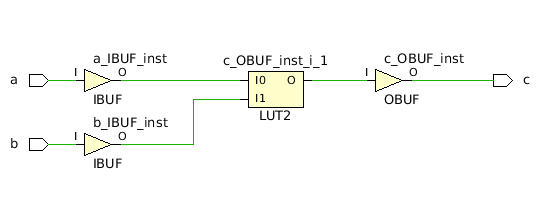 a_IBUF_inst
c_OBUF_inst_i_1
c_OBUF_inst
a
I
O
I0
O
I
O
c
IBUF
I1
OBUF
LUT2
b_IBUF_inst
b
I
O
IBUF